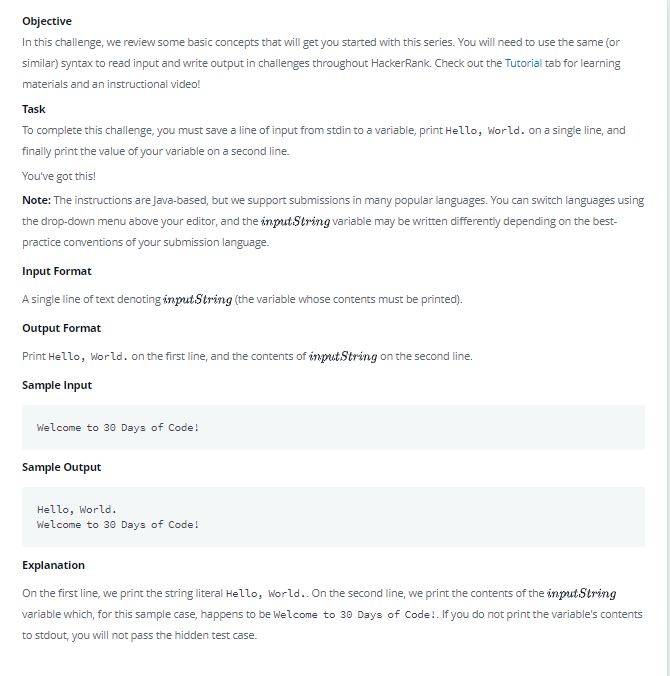 Objective
In this challenge, we review some basic concepts that will get you started with this series. You will need to use the same (or
similar) syntax to read input and write output in challenges throughout HackerRank. Check out the Tutorial tab for learning
materials and an instructional video!
Task
To complete this challenge, you must save a line of input from stdin to a variable, print Hello, World. on a single line, and
finally print the value of your variable on a second line.
You've got this!
Note: The instructions are Java-based, but we support submissions in many popular languages. You can switch languages using
the drop-down menu above your editor, and the inputString variable may be written differently depending on the best-
practice conventions of your submission language.
Input Format
A single line of text denoting inputString (the variable whose contents must be printed).
Output Format
Print Hello, World. on the first line, and the contents of inputString on the second line.
Sample Input
Welcome to 30 Days of Code!
Sample Output
Hello, World.
Welcome to 30 Days of Code!
Explanation
On the first line, we print the string literal Hello, World.. On the second line, we print the contents of the inputString
variable which, for this sample case, happens to be Welcome to 30 Days of Code!. If you do not print the variable's contents
to stdout, you will not pass the hidden test case.